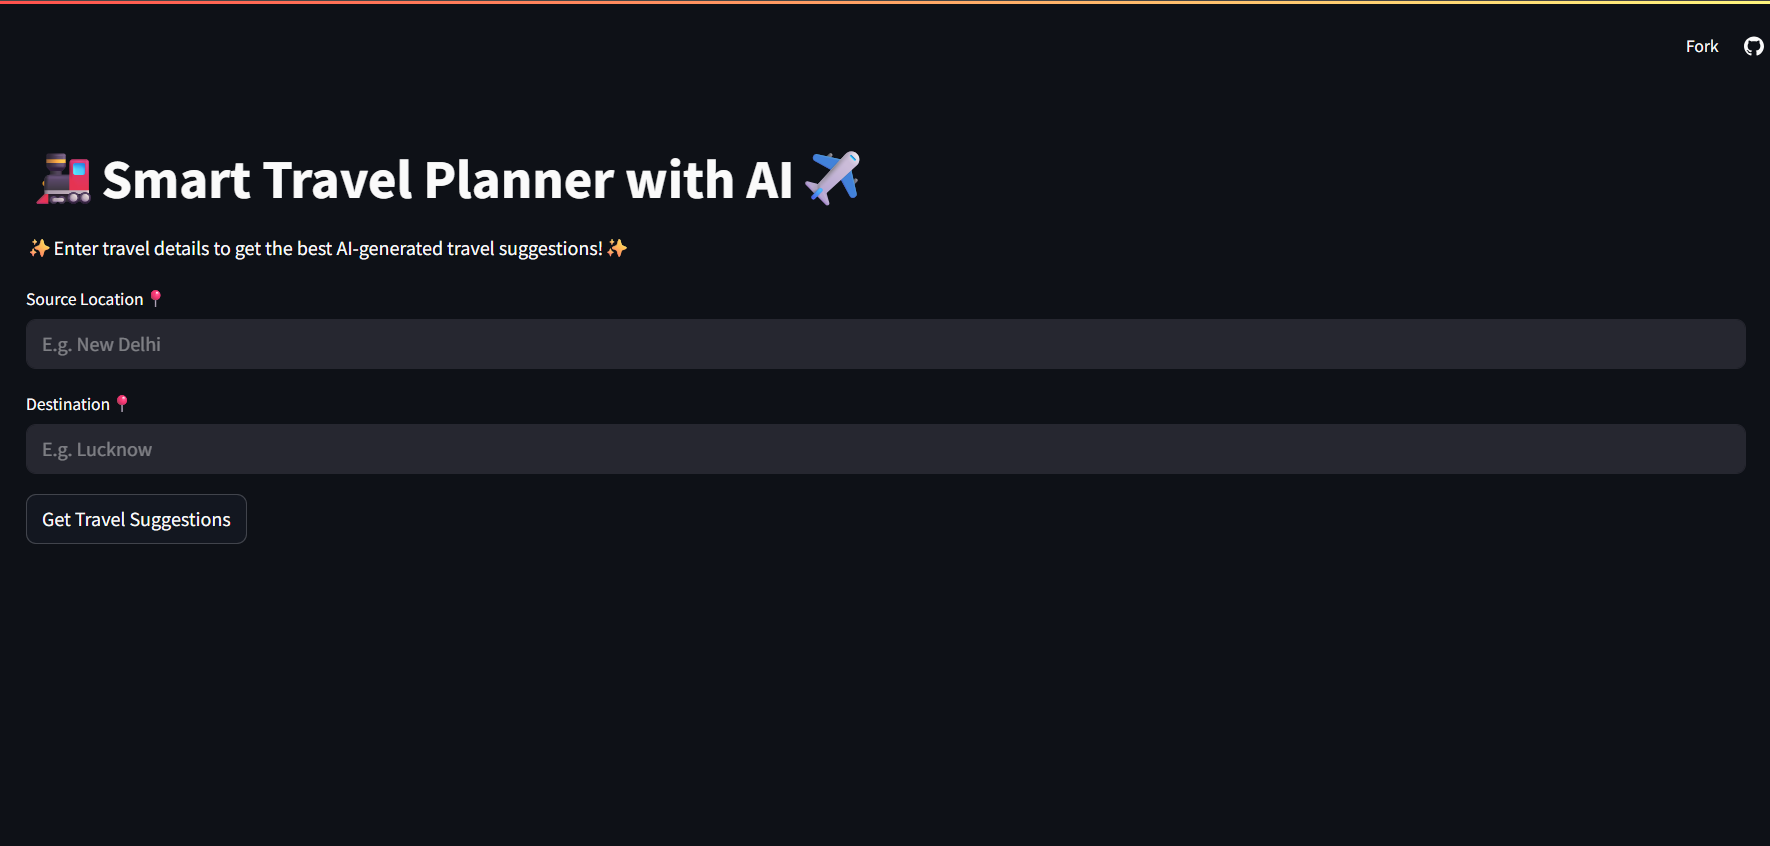 Fork
🚂 Smart Travel Planner with AI ✈️
✨Enter travel details to get the best AI-generated travel suggestions!✨
Source Location📍
E.g. New Delhi
Destination📍
E.g. Lucknow
Get Travel Suggestions